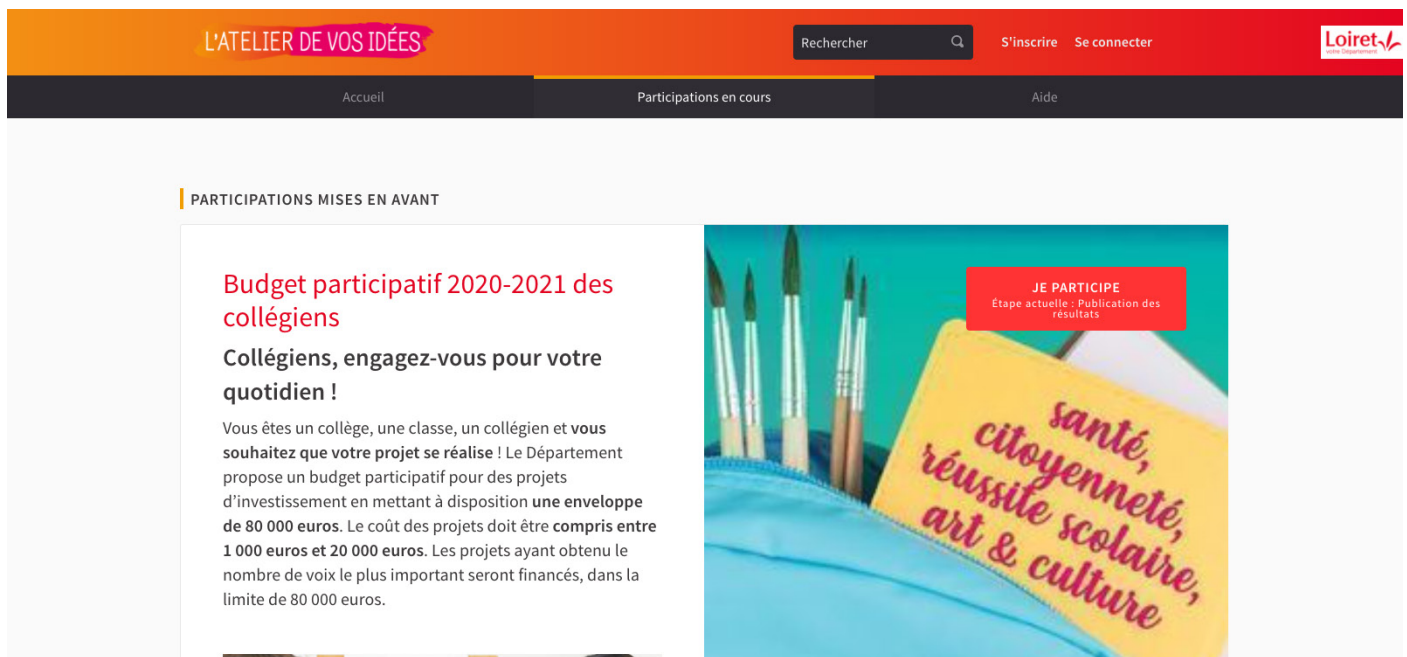 L'ATELIER DE VOS IDÉES
Rechercher
S'inscrire Se connecter
Loiret
votre Département
Accueil
Participations en cours
Aide
PARTICIPATIONS MISES EN AVANT
Budget participatif 2020-2021 des
collégiens
Collégiens, engagez-vous pour votre
quotidien !
Vous êtes un collège, une classe, un collégien et vous
souhaitez que votre projet se réalise ! Le Département
propose un budget participatif pour des projets
d’investissement en mettant à disposition une enveloppe
de 80 000 euros. Le coût des projets doit être compris entre
1 000 euros et 20 000 euros. Les projets ayant obtenu le
nombre de voix le plus important seront financés, dans la
limite de 80 000 euros.
JE PARTICIPE
Étape actuelle : Publication des
résultats
santé,
citoyenneté,
réussite scolaire,
art & culture